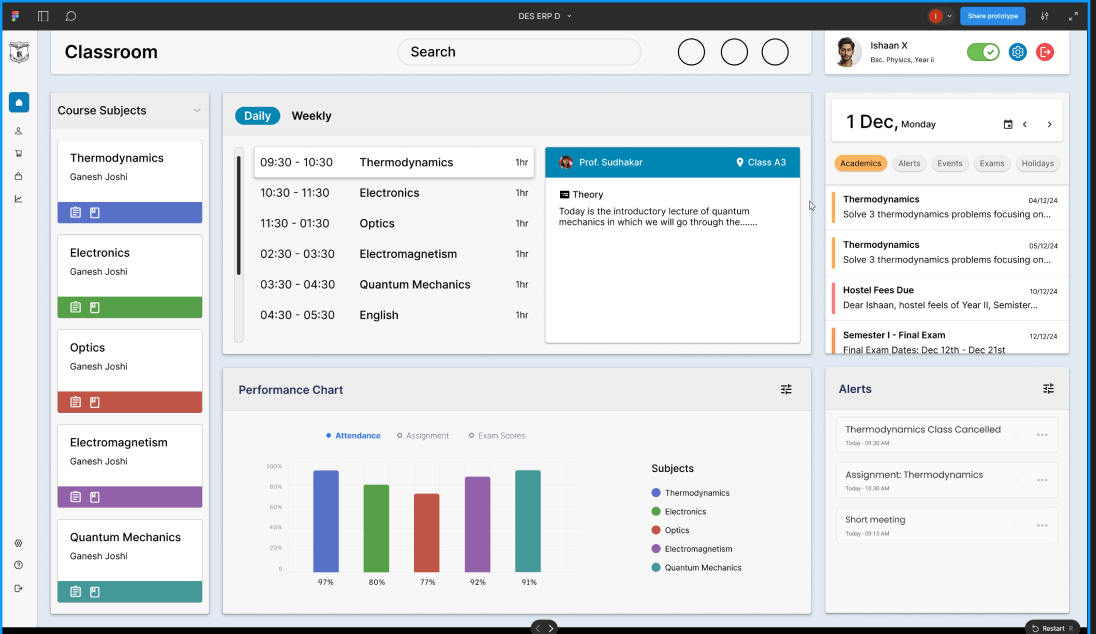 DES ERP D
I
Share prototype
Classroom
Search
Ishaan X
Bsc. Physics, Year ii
Course Subjects
Thermodynamics
Ganesh Joshi
Electronics
Ganesh Joshi
Optics
Ganesh Joshi
Electromagnetism
Ganesh Joshi
Quantum Mechanics
Ganesh Joshi
Daily Weekly
09:30 - 10:30 Thermodynamics 1hr
10:30 - 11:30 Electronics 1hr
11:30 - 01:30 Optics 1hr
02:30 - 03:30 Electromagnetism 1hr
03:30 - 04:30 Quantum Mechanics 1hr
04:30 - 05:30 English 1hr
Prof. Sudhakar Class A3
Theory
Today is the introductory lecture of quantum
mechanics in which we will go through the.......
1 Dec, Monday
Academics Alerts Events Exams Holidays
Thermodynamics 04/12/24
Solve 3 thermodynamics problems focusing on...
Thermodynamics 05/12/24
Solve 3 thermodynamics problems focusing on...
Hostel Fees Due 10/12/24
Dear Ishaan, hostel feels of Year II, Semister...
Semester I - Final Exam 12/12/24
Final Exam Dates: Dec 12th - Dec 21st
Performance Chart
Attendance Assignment Exam Scores
100%
80%
60%
40%
20%
0
97% 80% 77% 92% 91%
Subjects
Thermodynamics
Electronics
Optics
Electromagnetism
Quantum Mechanics
Alerts
Thermodynamics Class Cancelled
Today - 09.30 AM
Assignment: Thermodynamics
Today - 10.30 AM
Short meeting
Today - 09:15 AM
Restart R